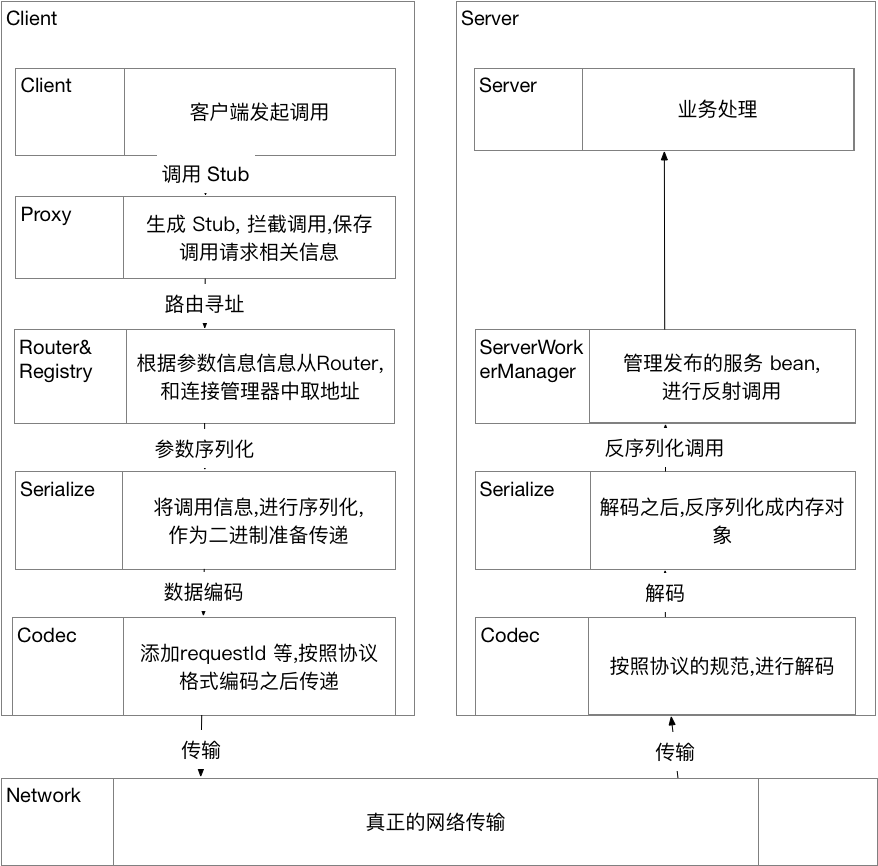 Client
Client
客户端发起调用
调用 Stub
Proxy
生成 Stub, 拦截调用,保存
调用请求相关信息
路由寻址
Router&
Registry
根据参数信息信息从Router,
和连接管理器中取地址
参数序列化
Serialize
将调用信息,进行序列化,
作为二进制准备传递
数据编码
Codec
添加requestId 等,按照协议
格式编码之后传递
传输
Server
Server
业务处理
ServerWork
erManager
管理发布的服务 bean,
进行反射调用
反序列化调用
Serialize
解码之后,反序列化成内存对
象
解码
Codec
按照协议的规范,进行解码
传输
Network
真正的网络传输